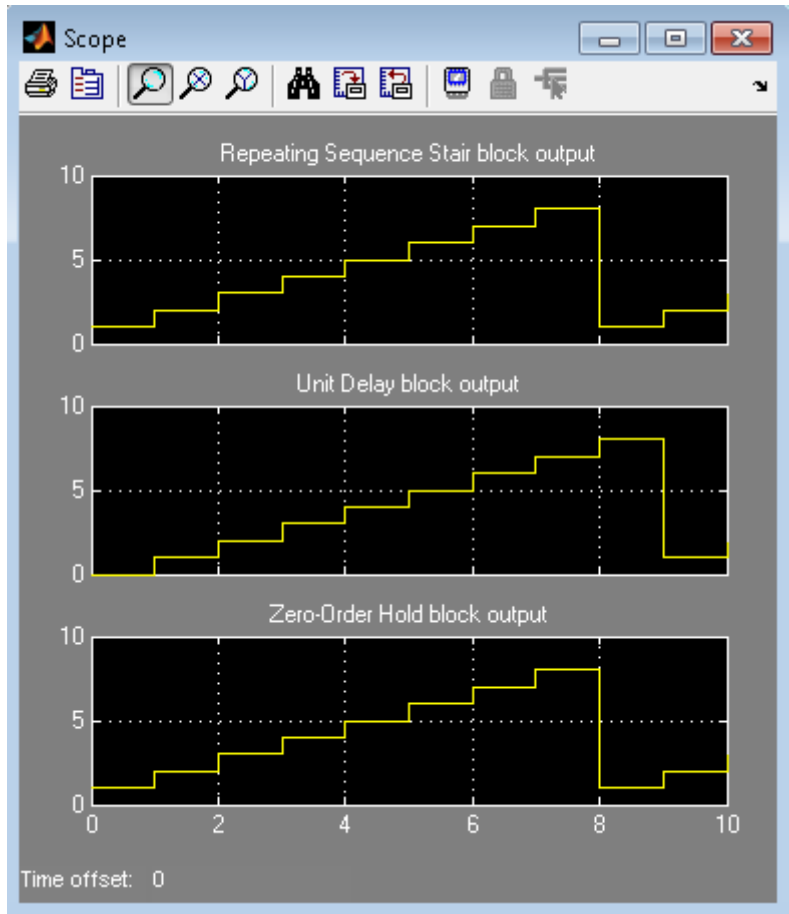 Scope
Repeating Sequence Stair block output
10
5
0
Unit Delay block output
10
5
0
Zero-Order Hold block output
10
5
0
0 2 4 6 8 10
Time offset: 0